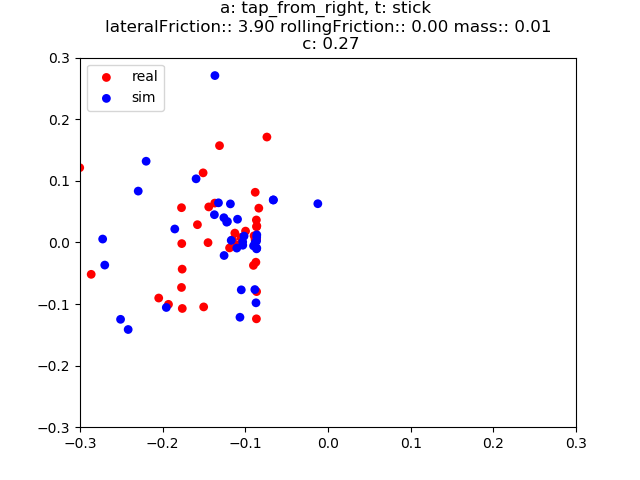 a: tap_from_right, t: stick
lateralFriction:: 3.90 rollingFriction:: 0.00 mass:: 0.01
c: 0.27
0.3
real
sim
0.2
0.1
0.0
−0.1
−0.2
−0.3
−0.3 −0.2 −0.1 0.0 0.1 0.2 0.3